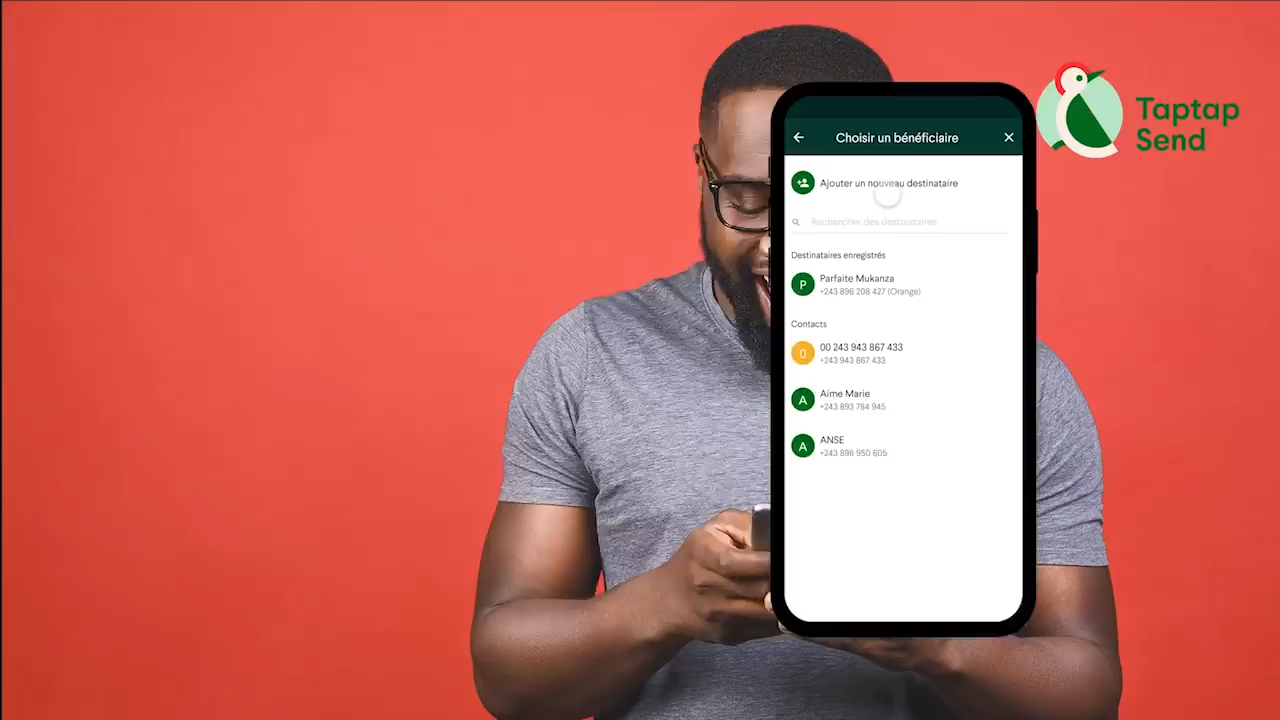 Taptap
Send
Choisir un bénéficiaire
Ajouter un nouveau destinataire
Rechercher des destinataires
Destinataires enregistrés
P
Parfaite Mukanza
+243 896 208 427 (Orange)
Contacts
0
00 243 943 867 433
+243 943 867 433
A
Aime Marie
+243 893 784 945
A
ANSE
+243 898 950 605